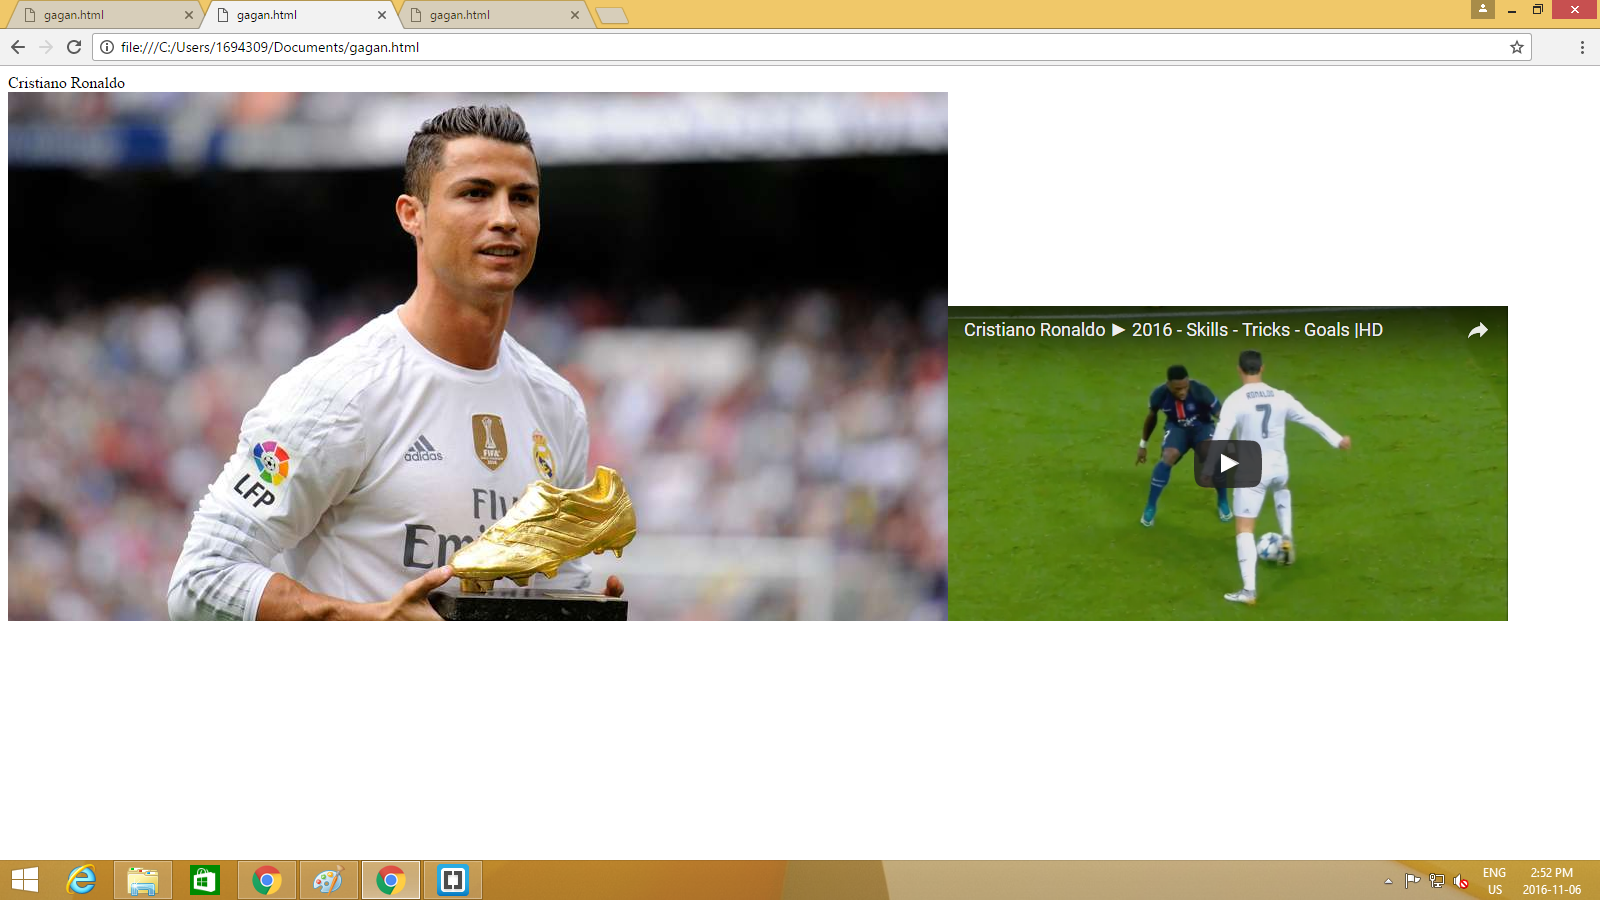 gagan.html
gagan.html
gagan.html
file:///C:/Users/1694309/Documents/gagan.html
Cristiano Ronaldo
adidas
FIFA
LFP
Fly
Em
Cristiano Ronaldo ► 2016 - Skills - Tricks - Goals |HD
RONALDO
7
ENG
US
2:52 PM
2016-11-06